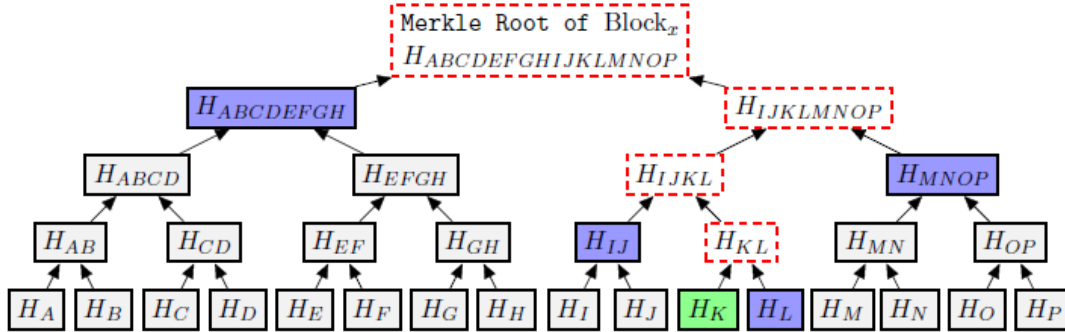 Merkle Root of Blockₓ
H_ABCDEFGHIJKLMNOP
H_ABCDEFGH H_IJKLMNOP
H_ABCD H_EFGH H_IJKL H_MNOP
H_AB H_CD H_EF H_GH H_IJ H_KL H_MN H_OP
H_A H_B H_C H_D H_E H_F H_G H_H H_I H_J H_K H_L H_M H_N H_O H_P